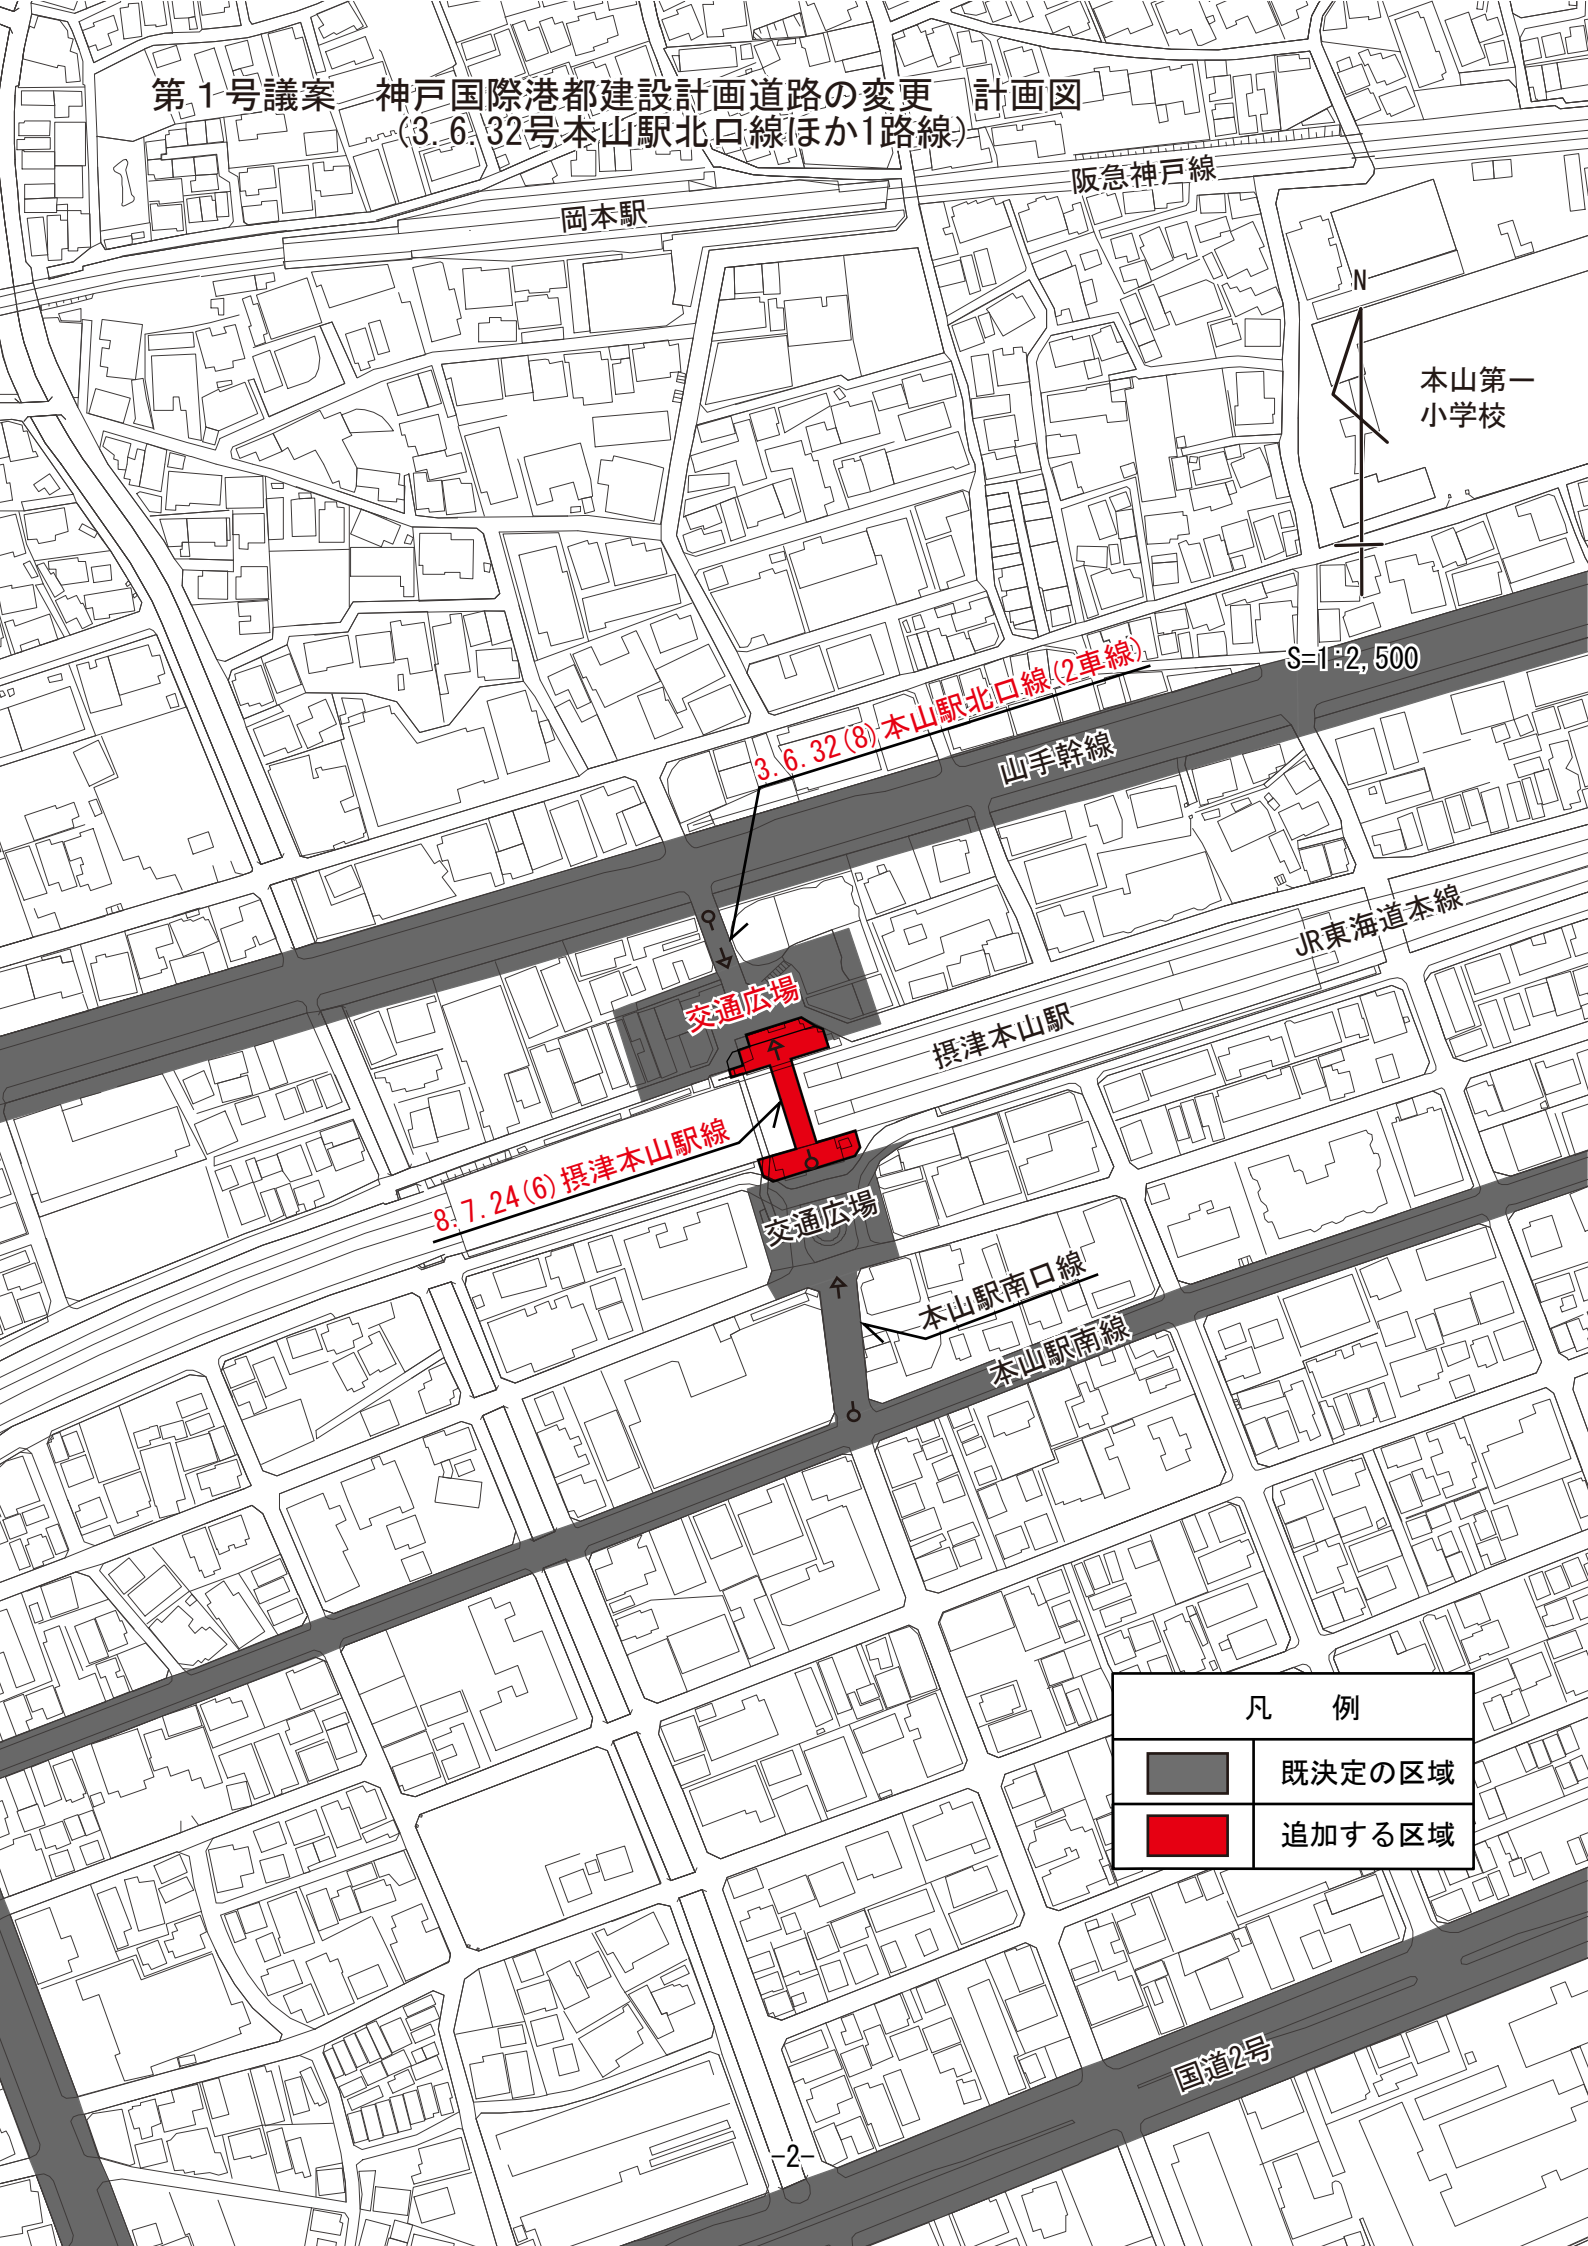 第１号議案　神戸国際港都建設計画道路の変更　計画図
(3.6.32号本山駅北口線ほか1路線)
阪急神戸線
岡本駅
N
本山第一
小学校
S=1:2,500
3.6.32(8)本山駅北口線(2車線)
山手幹線
JR東海道本線
交通広場
摂津本山駅
8.7.24(6)摂津本山駅線
交通広場
本山駅南口線
本山駅南線
凡　例
既決定の区域
追加する区域
国道2号
-2-